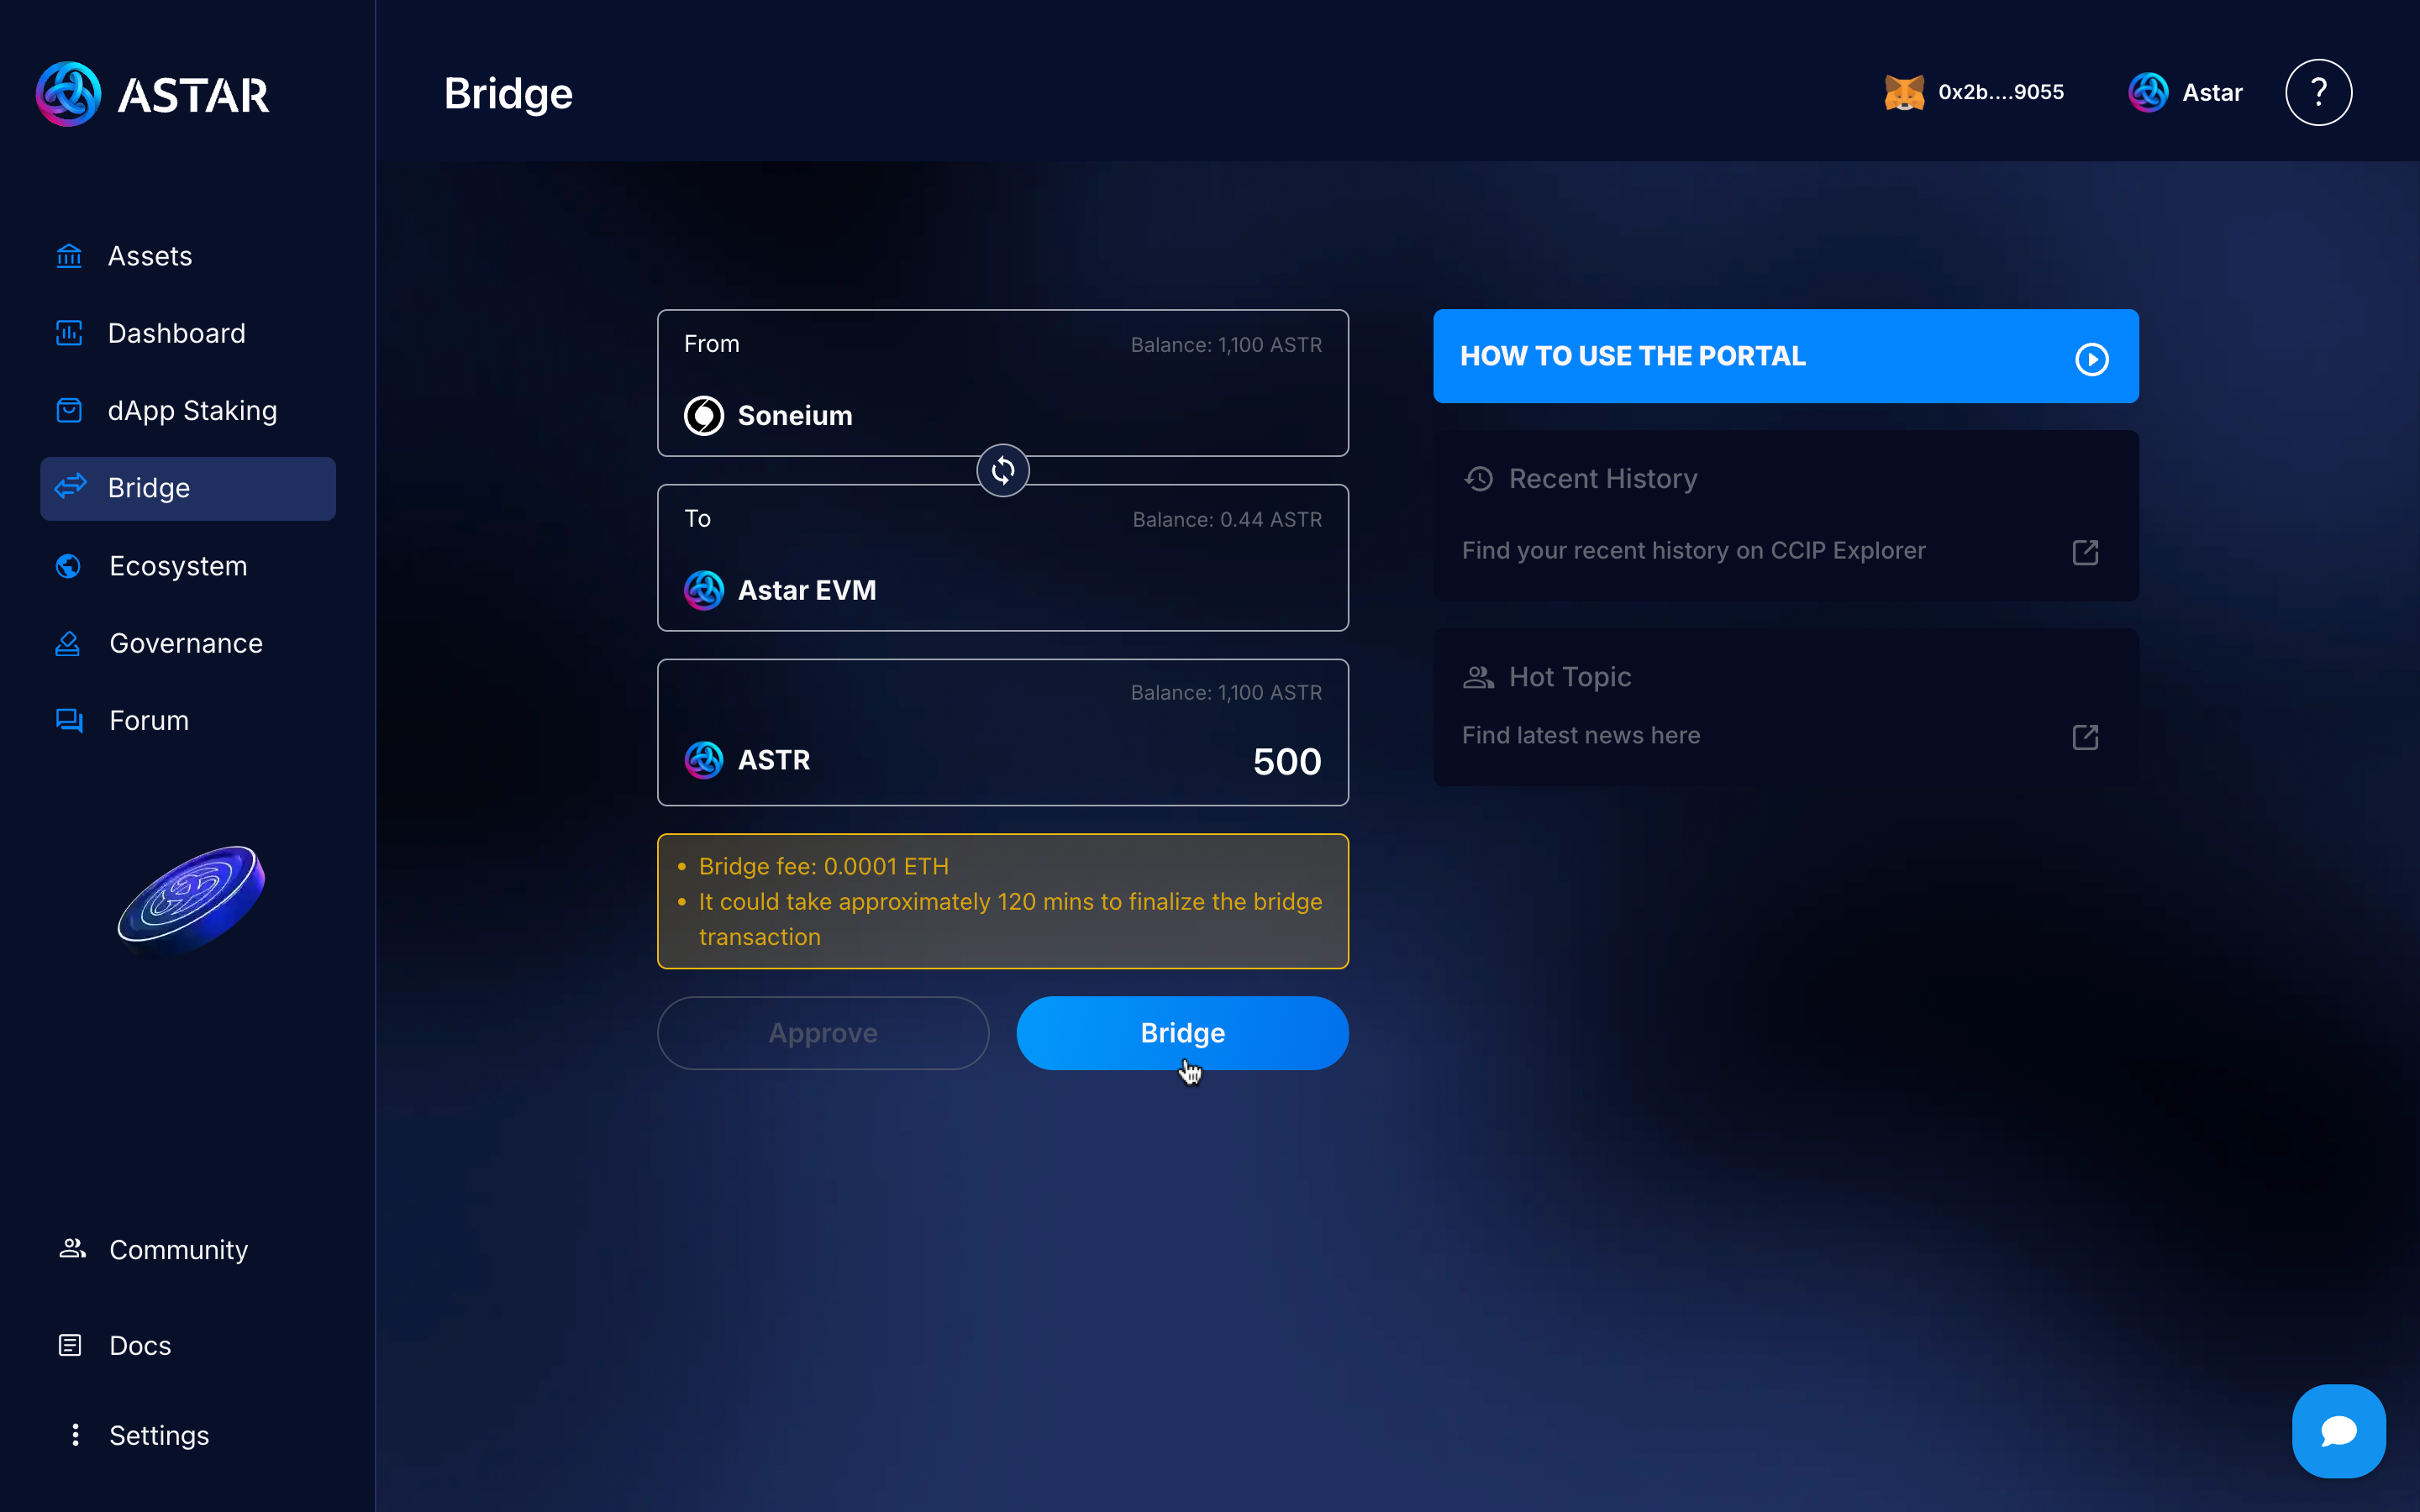 ASTAR
Bridge
0x2b....9055
Astar
?
Assets
Dashboard
dApp Staking
Bridge
Ecosystem
Governance
Forum
Community
Docs
Settings
From
Balance: 1,100 ASTR
Soneium
To
Balance: 0.44 ASTR
Astar EVM
Balance: 1,100 ASTR
ASTR
500
• Bridge fee: 0.0001 ETH
• It could take approximately 120 mins to finalize the bridge
transaction
Approve
Bridge
HOW TO USE THE PORTAL
Recent History
Find your recent history on CCIP Explorer
Hot Topic
Find latest news here